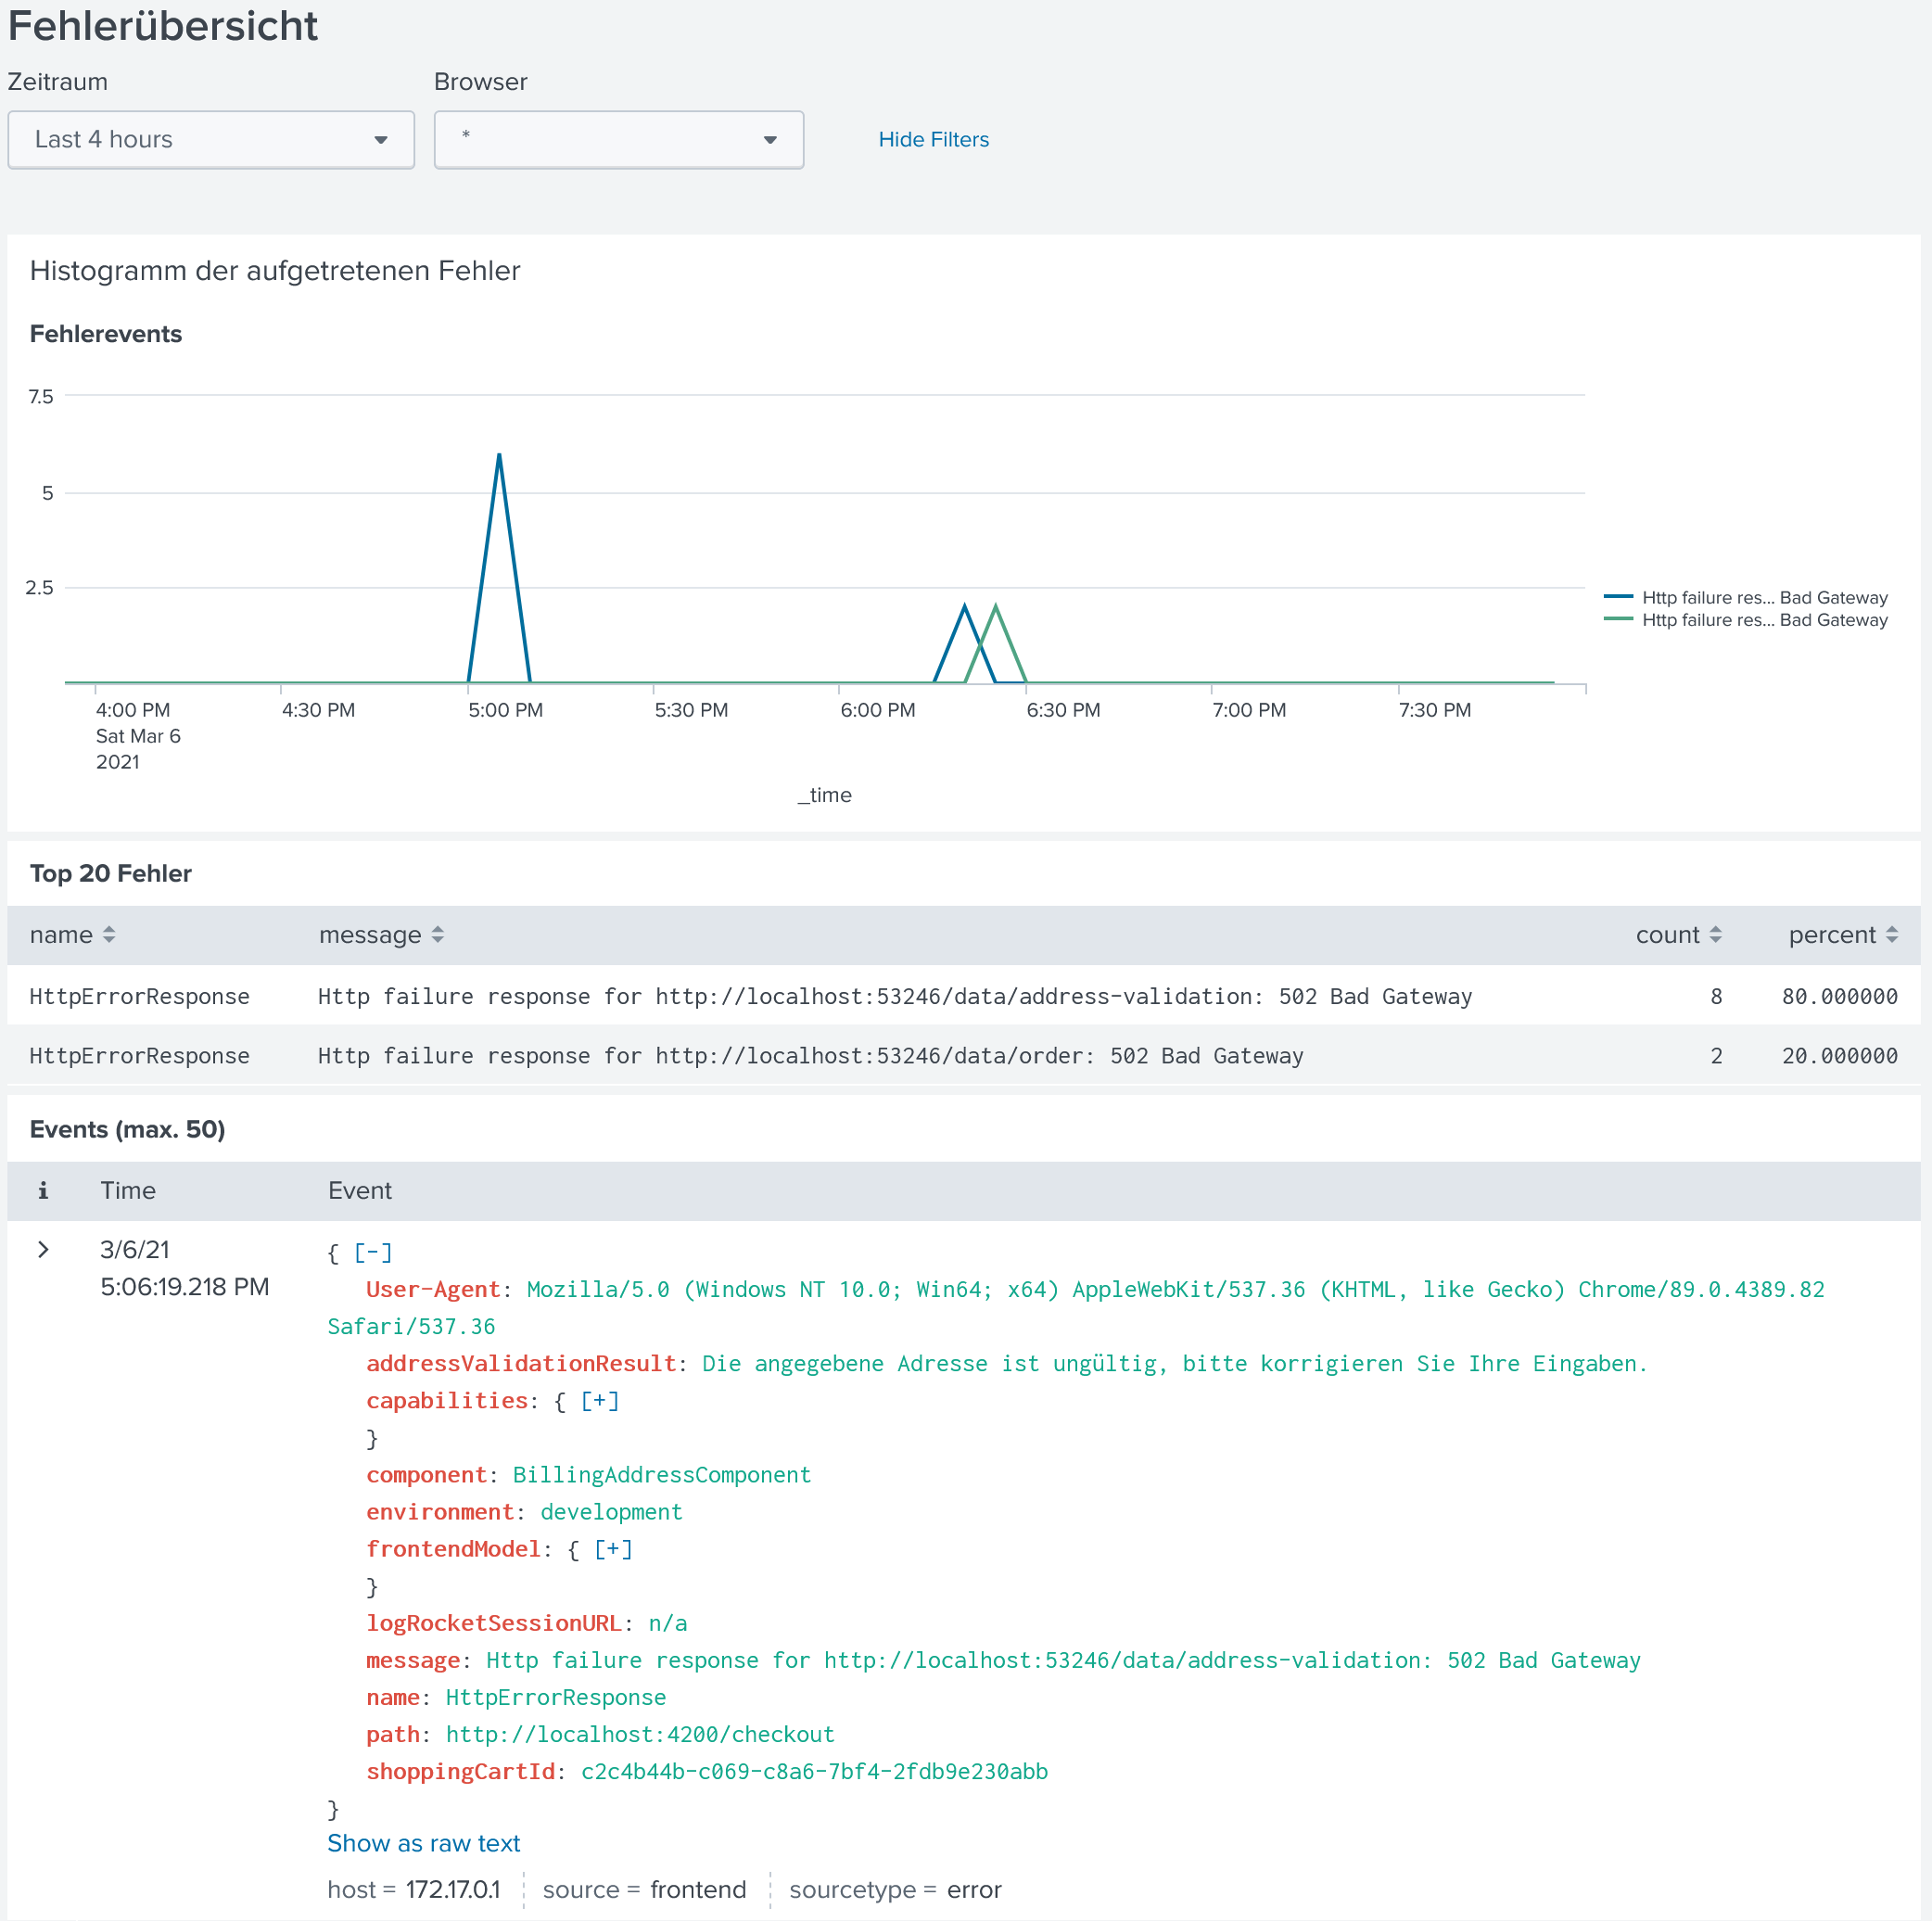 Fehlerübersicht
Zeitraum Browser
Last 4 hours * Hide Filters
Histogramm der aufgetretenen Fehler
Fehlerevents
7.5
5
2.5
Http failure res... Bad Gateway
Http failure res... Bad Gateway
4:00 PM 4:30 PM 5:00 PM 5:30 PM 6:00 PM 6:30 PM 7:00 PM 7:30 PM
Sat Mar 6
2021
_time
Top 20 Fehler
name message count percent
HttpErrorResponse Http failure response for http://localhost:53246/data/address-validation: 502 Bad Gateway 8 80.000000
HttpErrorResponse Http failure response for http://localhost:53246/data/order: 502 Bad Gateway 2 20.000000
Events (max. 50)
i Time Event
3/6/21 { [-]
5:06:19.218 PM User-Agent: Mozilla/5.0 (Windows NT 10.0; Win64; x64) AppleWebKit/537.36 (KHTML, like Gecko) Chrome/89.0.4389.82
Safari/537.36
addressValidationResult: Die angegebene Adresse ist ungültig, bitte korrigieren Sie Ihre Eingaben.
capabilities: { [+]
}
component: BillingAddressComponent
environment: development
frontendModel: { [+]
}
logRocketSessionURL: n/a
message: Http failure response for http://localhost:53246/data/address-validation: 502 Bad Gateway
name: HttpErrorResponse
path: http://localhost:4200/checkout
shoppingCartId: c2c4b44b-c069-c8a6-7bf4-2fdb9e230abb
}
Show as raw text
host = 172.17.0.1 source = frontend sourcetype = error